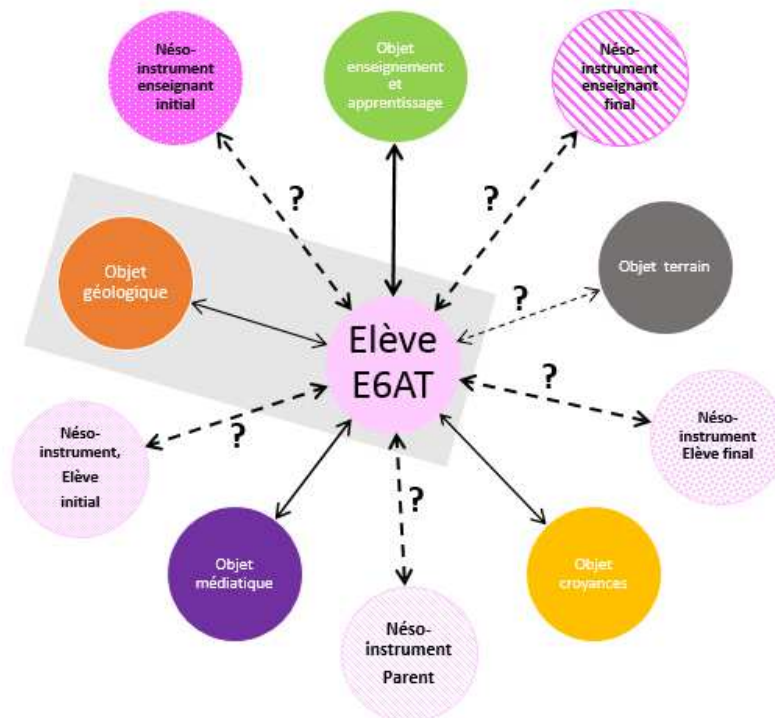 Néso-
instrument
enseignant
initial
Objet
enseignement
et
apprentissage
Néso-
instrument
enseignant
final
?
?
Objet
géologique
Objet terrain
?
Elève
E6AT
?
Néso-
instrument,
Elève
initial
?
Néso-
instrument
Elève final
?
Objet
médiatique
Objet
croyances
Néso-
instrument
Parent